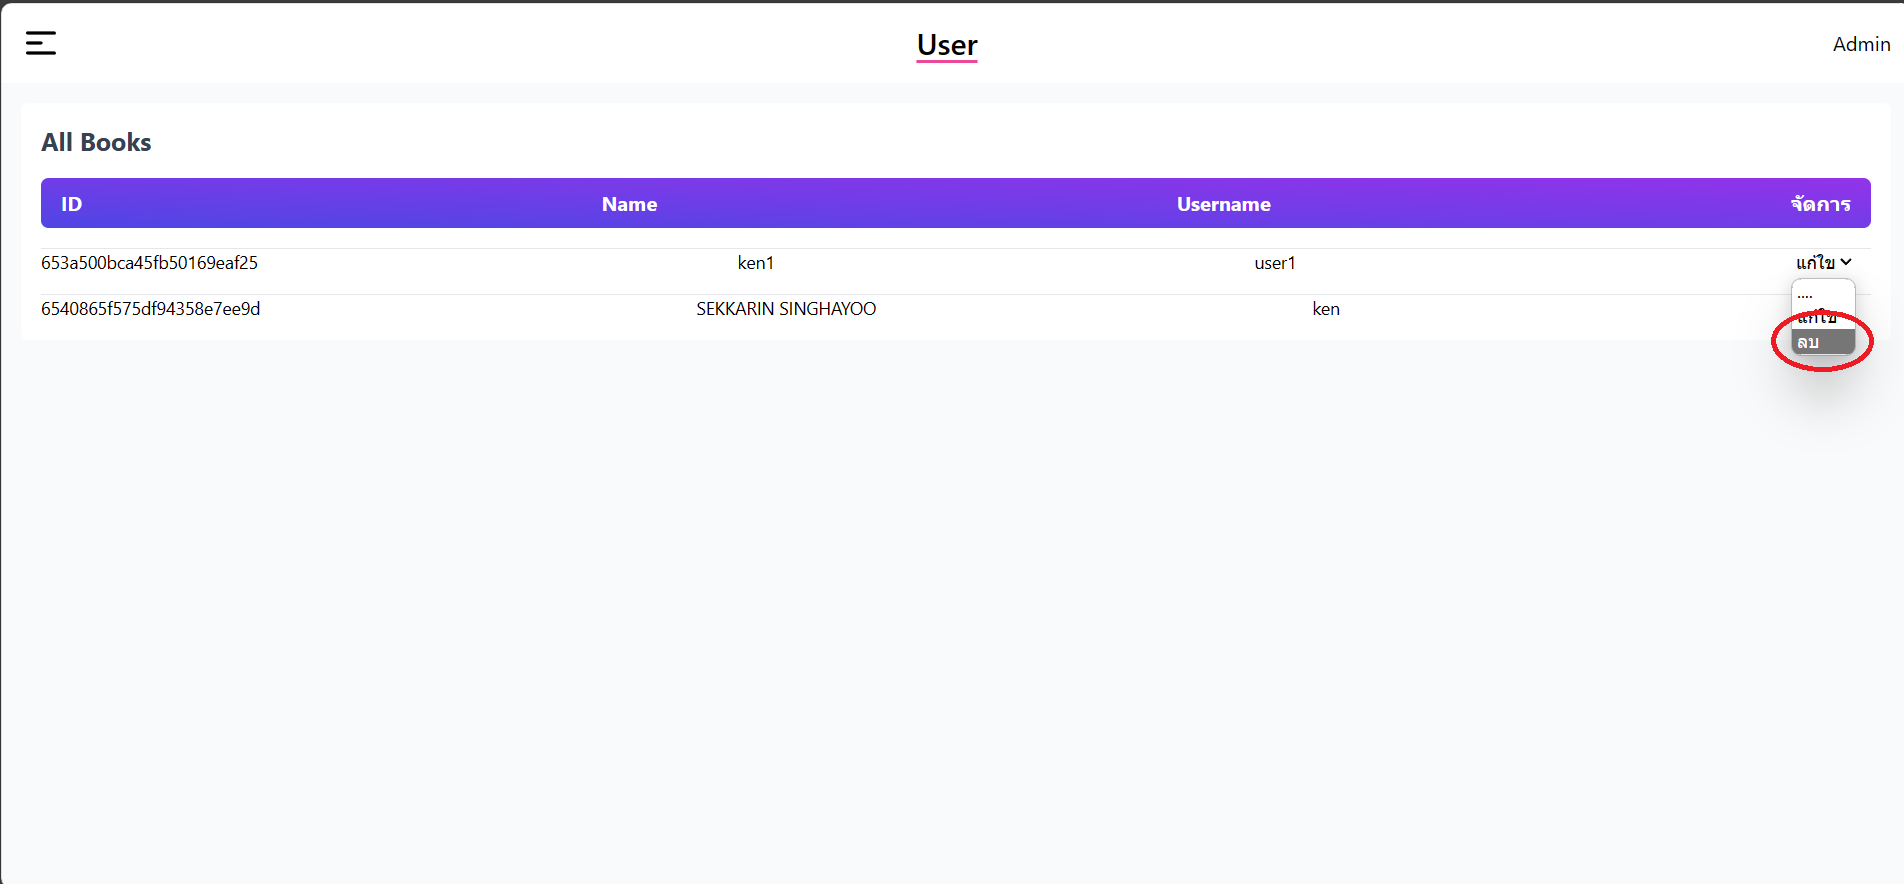 User
Admin
All Books
ID Name Username จัดการ
653a500bca45fb50169eaf25 ken1 user1 แก้ไข
6540865f575df94358e7ee9d SEKKARIN SINGHAYOO ken
....
แก้ไข
ลบ